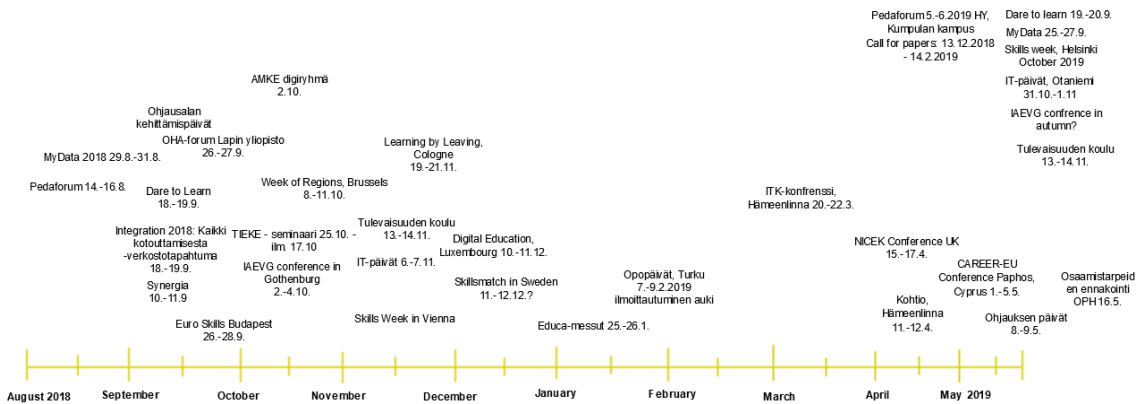 Pedaforum 5.-6.2019 HY,
Kumpulan kampus
Call for papers: 13.12.2018
- 14.2.2019
Dare to learn 19.-20.9.
MyData 25.-27.9.
Skills week, Helsinki
October 2019
IT-päivät, Otaniemi
31.10.-1.11
IAEVG confrence in
autumn?
Tulevaisuuden koulu
13.-14.11.
AMKE digiryhmä
2.10.
Ohjausalan
kehittämispäivät
OHA-forum Lapin yliopisto
26.-27.9.
MyData 2018 29.8.-31.8.
Pedaforum 14.-16.8.
Dare to Learn
18.-19.9.
Week of Regions, Brussels
8.-11.10.
Learning by Leaving,
Cologne
19.-21.11.
ITK-konfrenssi,
Hämeenlinna 20.-22.3.
Integration 2018: Kaikki
kotouttamisesta
-verkostotapahtuma
18.-19.9.
TIEKE - seminaari 25.10. -
ilm. 17.10
Tulevaisuuden koulu
13.-14.11.
Digital Education,
Luxembourg 10.-11.12.
IAEVG conference in
Gothenburg
2.-4.10.
IT-päivät 6.-7.11.
Synergia
10.-11.9
Skillsmatch in Sweden
11.-12.12.?
Opopäivät, Turku
7.-9.2.2019
ilmoittautuminen auki
NICEK Conference UK
15.-17.4.
CAREER-EU
Conference Paphos,
Cyprus 1.-5.5.
Osaamistarpeid
en ennakointi
OPH 16.5.
Kohtio,
Hämeenlinna
11.-12.4.
Ohjauksen päivät
8.-9.5.
Euro Skills Budapest
26.-28.9.
Skills Week in Vienna
Educa-messut 25.-26.1.
August 2018
September
October
November
December
January
February
March
April
May 2019